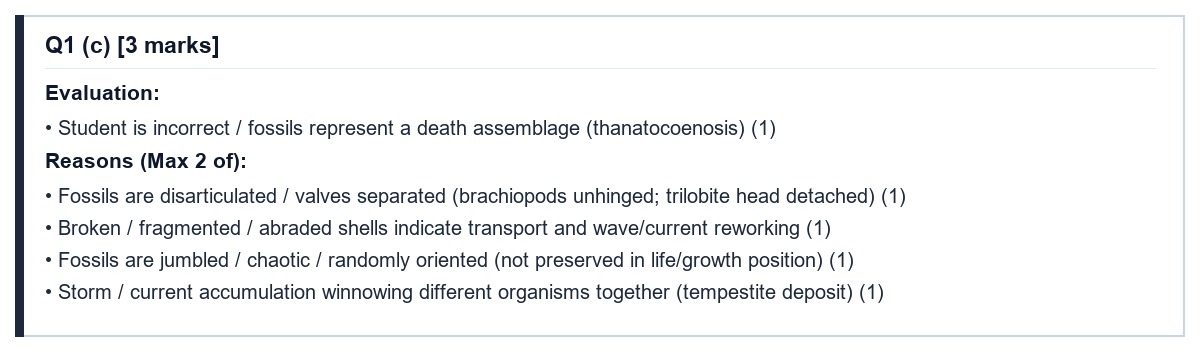 Q1 (c) [3 marks]
Evaluation:
• Student is incorrect / fossils represent a death assemblage (thanatocoenosis) (1)
Reasons (Max 2 of):
• Fossils are disarticulated / valves separated (brachiopods unhinged; trilobite head detached) (1)
• Broken / fragmented / abraded shells indicate transport and wave/current reworking (1)
• Fossils are jumbled / chaotic / randomly oriented (not preserved in life/growth position) (1)
• Storm / current accumulation winnowing different organisms together (tempestite deposit) (1)